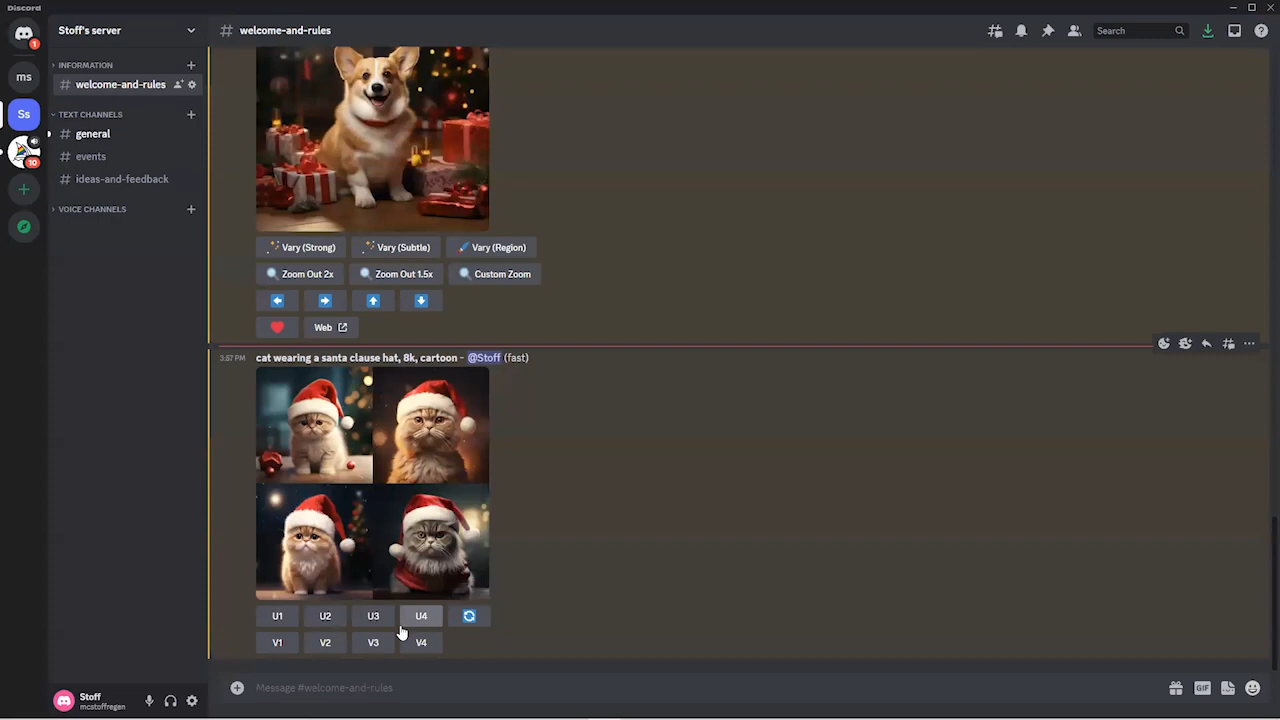 Discord
Stoff's server
# welcome-and-rules
Search
1
ms
Ss
10
INFORMATION
# welcome-and-rules
TEXT CHANNELS
# general
# events
# ideas-and-feedback
VOICE CHANNELS
Vary (Strong)
Vary (Subtle)
Vary (Region)
Zoom Out 2x
Zoom Out 1.5x
Custom Zoom
Web
3:57 PM
cat wearing a santa clause hat, 8k, cartoon - @Stoff (fast)
U1
U2
U3
U4
V1
V2
V3
V4
Stoff
mcstoffregen
Message #welcome-and-rules
GIF